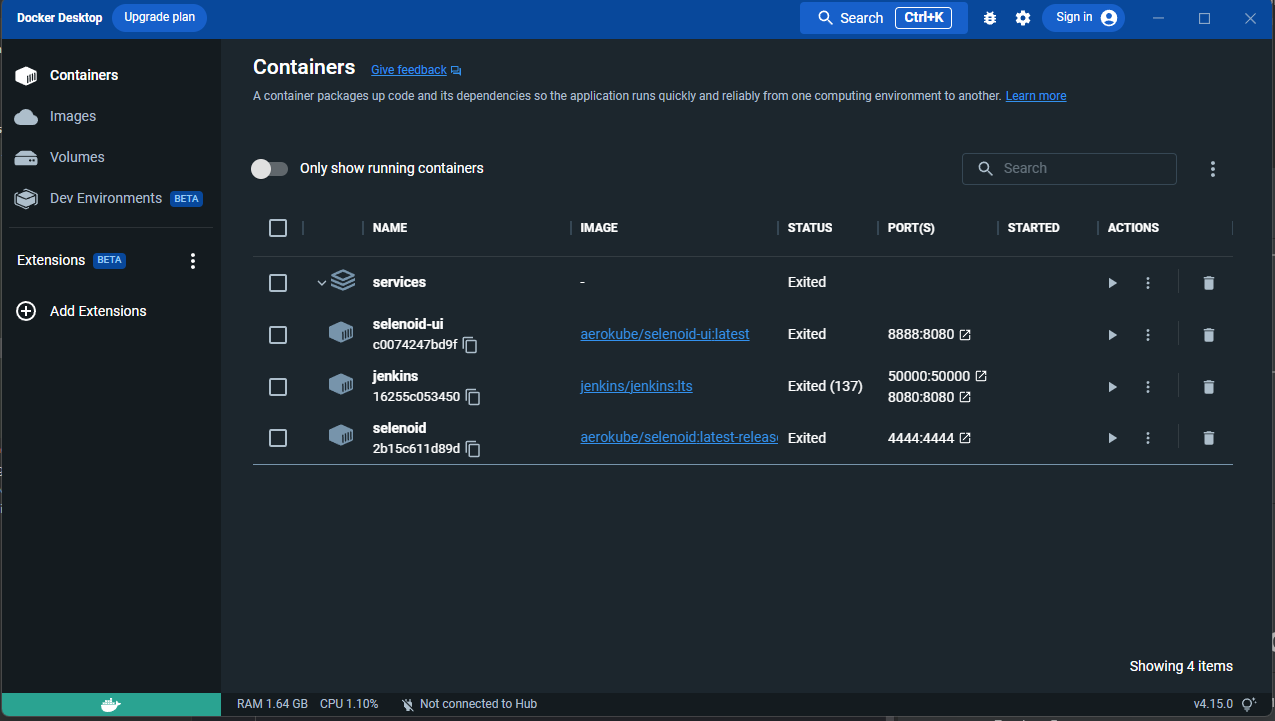 Docker Desktop Upgrade plan Search Ctrl+K Sign in
Containers
Images
Volumes
Dev Environments BETA
Extensions BETA
Add Extensions
Containers Give feedback
A container packages up code and its dependencies so the application runs quickly and reliably from one computing environment to another. Learn more
Only show running containers Search
NAME IMAGE STATUS PORT(S) STARTED ACTIONS
services - Exited
selenoid-ui
c0074247bd9f aerokube/selenoid-ui:latest Exited 8888:8080
jenkins
16255c053450 jenkins/jenkins:lts Exited (137) 50000:50000
8080:8080
selenoid
2b15c611d89d aerokube/selenoid:latest-release Exited 4444:4444
Showing 4 items
RAM 1.64 GB CPU 1.10% Not connected to Hub v4.15.0